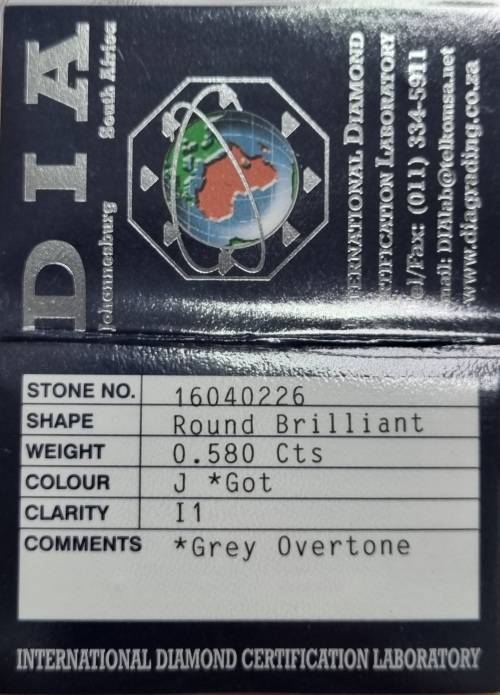 DIA
Johannesburg South Africa
INTERNATIONAL DIAMOND
CERTIFICATION LABORATORY
Tel/Fax: (011) 334-5911
email: DIAlab@telkomsa.net
www.diagrading.co.za
STONE NO. 16040226
SHAPE Round Brilliant
WEIGHT 0.580 Cts
COLOUR J *Got
CLARITY I1
COMMENTS *Grey Overtone
INTERNATIONAL DIAMOND CERTIFICATION LABORATORY